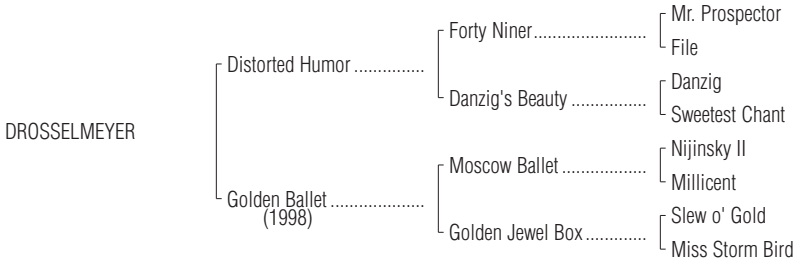 DROSSELMEYER
Distorted Humor ...............
Golden Ballet ....................
(1998)
Forty Niner........................
Danzig's Beauty ................
Moscow Ballet ..................
Golden Jewel Box.............
Mr. Prospector
File
Danzig
Sweetest Chant
Nijinsky II
Millicent
Slew o' Gold
Miss Storm Bird